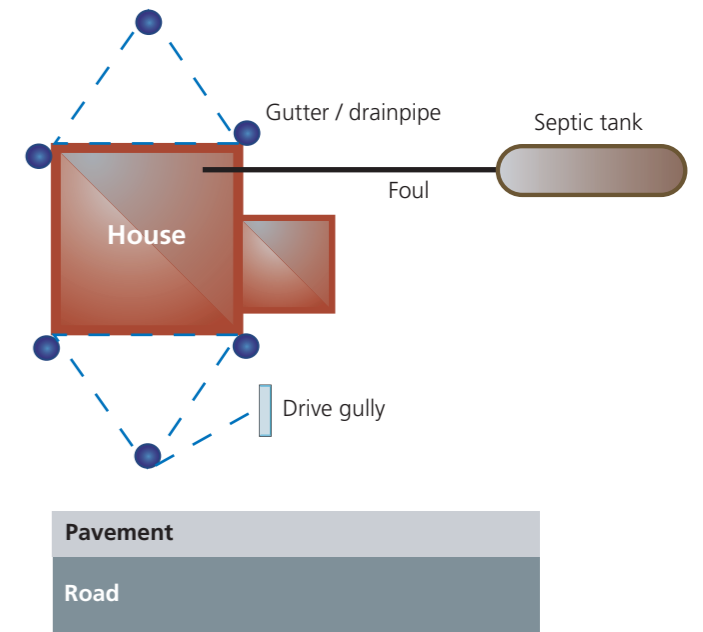 Gutter / drainpipe
Septic tank
Foul
House
Drive gully
Pavement
Road